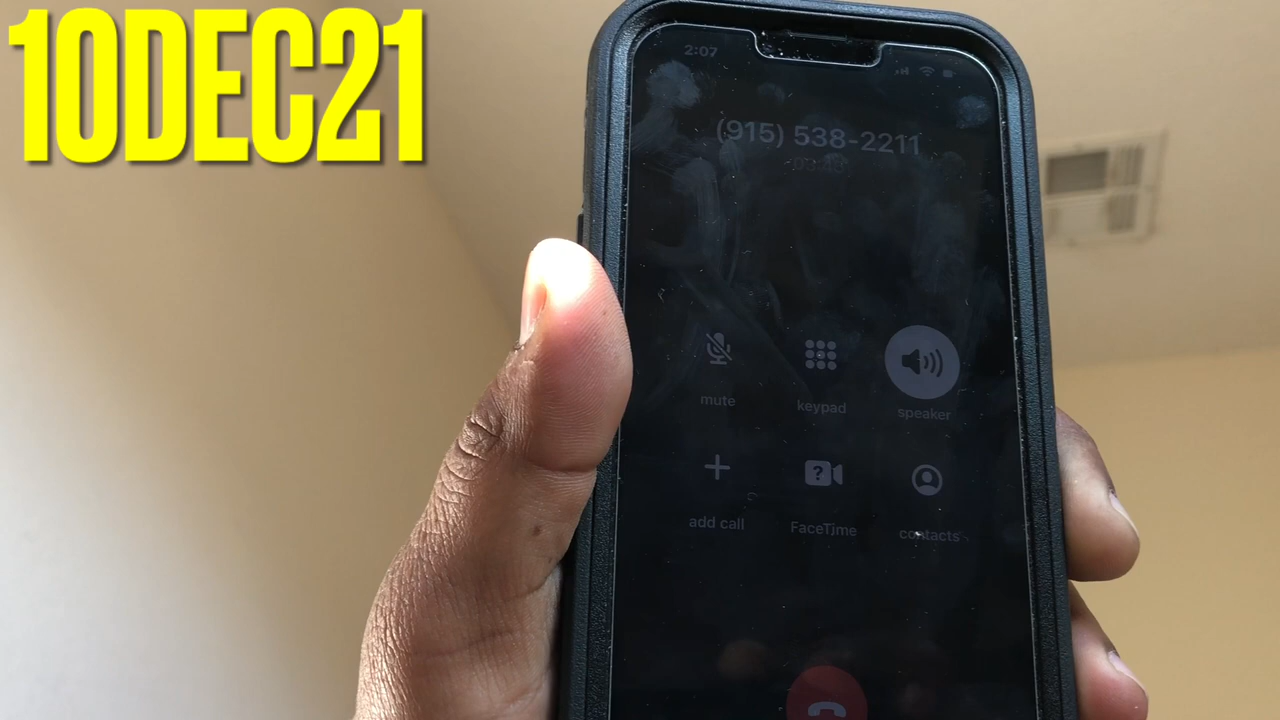 10DEC21
2:07
(915) 538-2211
mute
keypad
speaker
add call
FaceTime
contacts